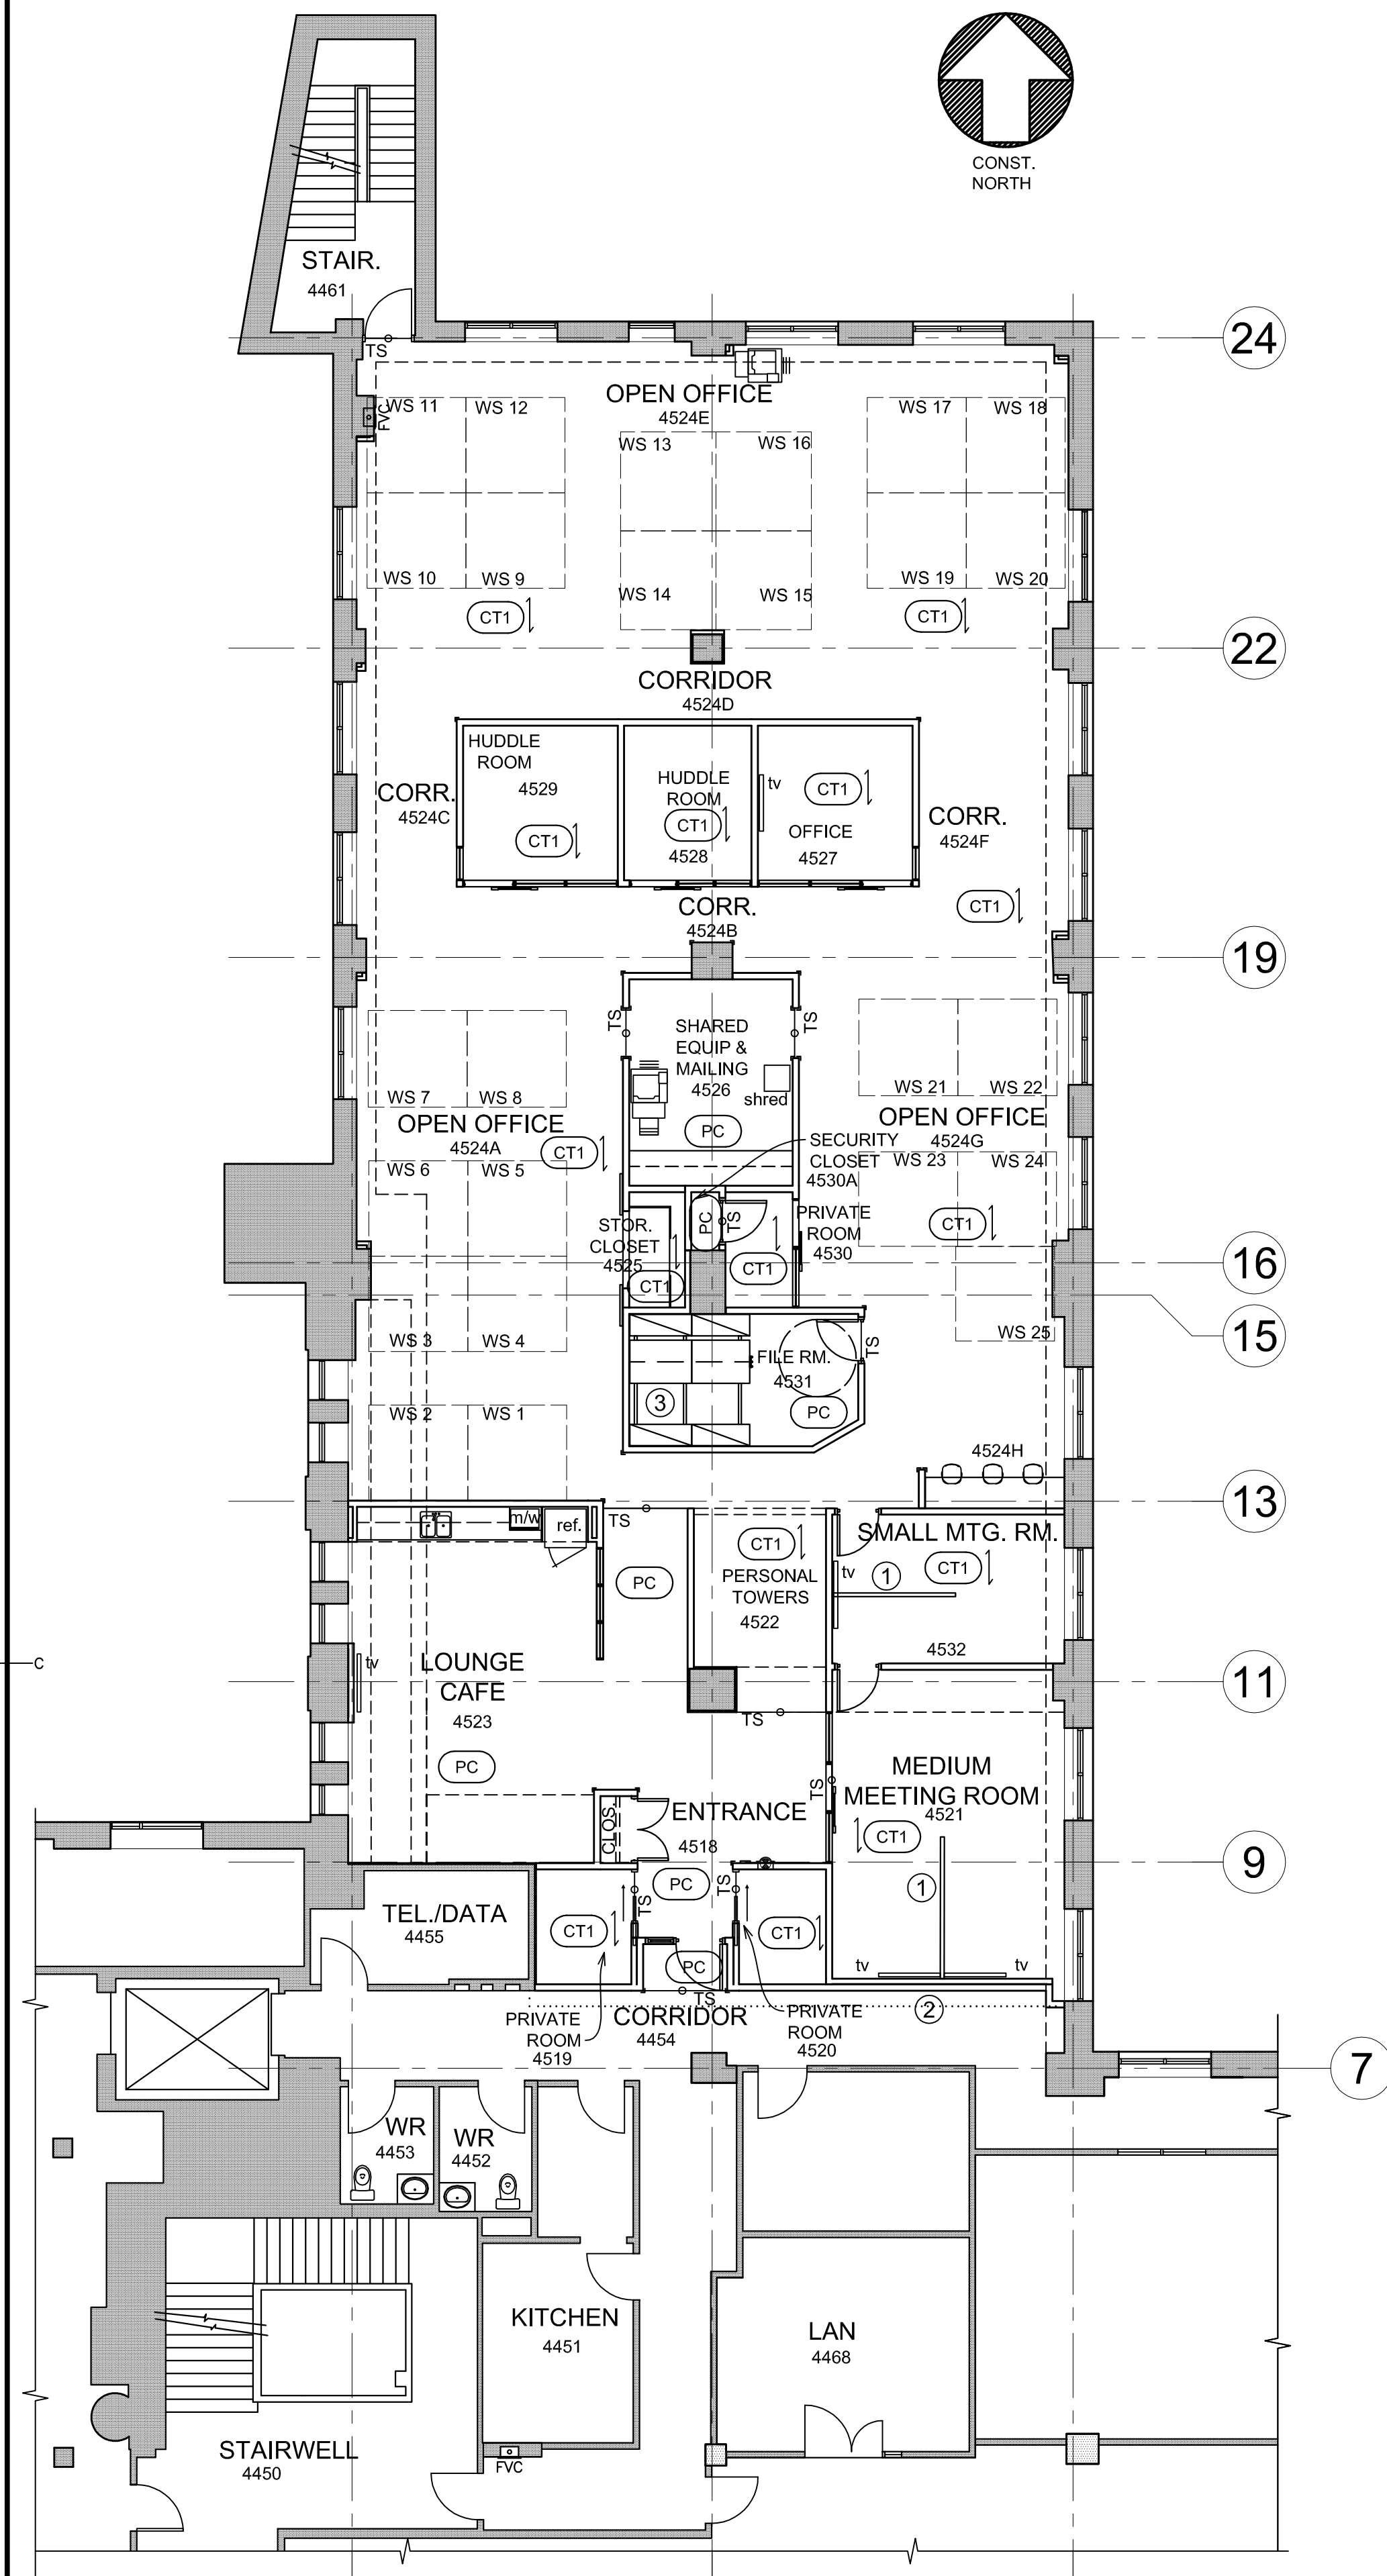 CONST.
NORTH
STAIR.
4461
TS
24
OPEN OFFICE
4524E
FVC
WS 11
WS 12
WS 13
WS 16
WS 17
WS 18
WS 10
WS 9
WS 14
WS 15
WS 19
WS 20
CT1
CT1
22
CORRIDOR
4524D
HUDDLE
ROOM
4529
CT1
HUDDLE
ROOM
CT1
4528
tv
CT1
OFFICE
4527
CORR.
4524C
CORR.
4524F
CT1
CORR.
4524B
19
TS
TS
SHARED
EQUIP &
MAILING
4526
shred
PC
WS 7
WS 8
WS 21
WS 22
OPEN OFFICE
4524A
CT1
OPEN OFFICE
4524G
SECURITY
CLOSET
4530A
WS 6
WS 5
WS 23
WS 24
CT1
STOR.
CLOSET
4525
CT1
PC
TS
PRIVATE
ROOM
4530
CT1
16
15
WS 3
WS 4
WS 25
FILE RM.
4531
TS
3
PC
WS 2
WS 1
4524H
13
m/w
ref.
TS
PC
CT1
PERSONAL
TOWERS
4522
SMALL MTG. RM.
CT1
tv
1
4532
C
tv
LOUNGE
CAFE
4523
PC
11
TS
MEDIUM
MEETING ROOM
4521
TS
CT1
1
tv
tv
CLOS.
ENTRANCE
4518
PC
9
TEL./DATA
4455
CT1
TS
TS
CT1
PC
TS
PRIVATE
ROOM
4519
CORRIDOR
4454
PRIVATE
ROOM
4520
2
7
WR
4453
WR
4452
KITCHEN
4451
LAN
4468
STAIRWELL
4450
FVC